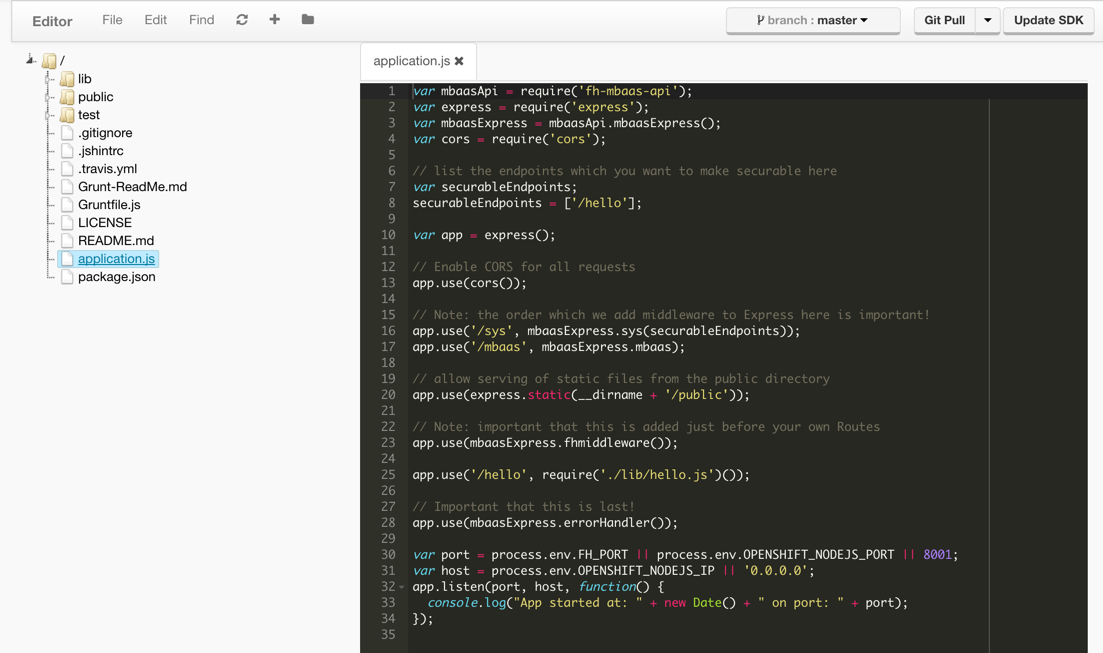 Editor File Edit Find branch : master Git Pull Update SDK
/
lib
public
test
.gitignore
.jshintrc
.travis.yml
Grunt-ReadMe.md
Gruntfile.js
LICENSE
README.md
application.js
package.json
application.js ✖
1 var mbaasApi = require('fh-mbaas-api');
2 var express = require('express');
3 var mbaasExpress = mbaasApi.mbaasExpress();
4 var cors = require('cors');
5
6 // list the endpoints which you want to make securable here
7 var securableEndpoints;
8 securableEndpoints = ['/hello'];
9
10 var app = express();
11
12 // Enable CORS for all requests
13 app.use(cors());
14
15 // Note: the order which we add middleware to Express here is important!
16 app.use('/sys', mbaasExpress.sys(securableEndpoints));
17 app.use('/mbaas', mbaasExpress.mbaas);
18
19 // allow serving of static files from the public directory
20 app.use(express.static(__dirname + '/public'));
21
22 // Note: important that this is added just before your own Routes
23 app.use(mbaasExpress.fhmiddleware());
24
25 app.use('/hello', require('./lib/hello.js')());
26
27 // Important that this is last!
28 app.use(mbaasExpress.errorHandler());
29
30 var port = process.env.FH_PORT || process.env.OPENSHIFT_NODEJS_PORT || 8001;
31 var host = process.env.OPENSHIFT_NODEJS_IP || '0.0.0.0';
32 app.listen(port, host, function() {
33   console.log("App started at: " + new Date() + " on port: " + port);
34 });
35